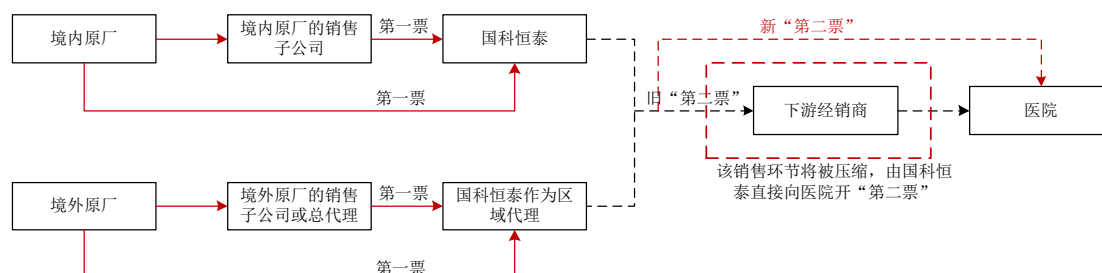 新“第二票”
境内原厂
境内原厂的销售
子公司
第一票
国科恒泰
第一票
旧“第二票”
下游经销商
医院
该销售环节将被压缩，由国科恒
泰直接向医院开“第二票”
境外原厂
境外原厂的销售
子公司或总代理
第一票
国科恒泰作为区
域代理
第一票